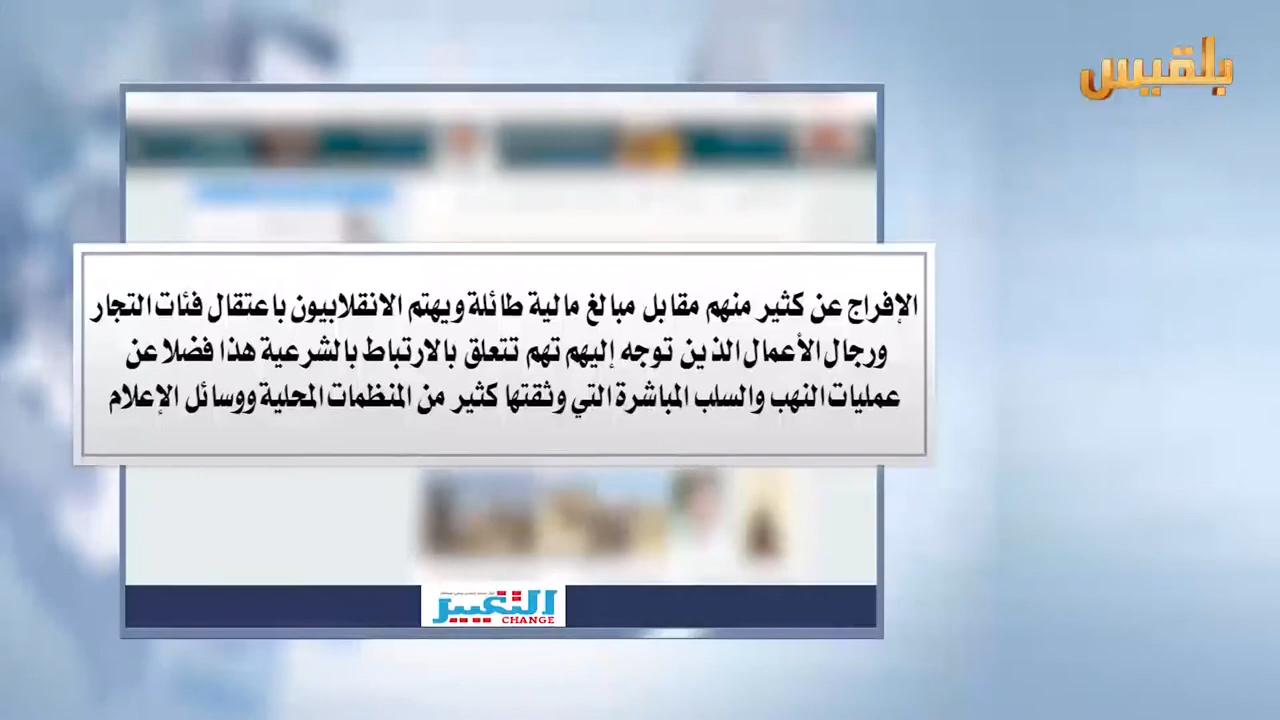 بلقيس
الإفراج عن كثير منهم مقابل مبالغ مالية طائلة ويهتم الانقلابيون باعتقال فئات التجار
ورجال الأعمال الذين توجه إليهم تهم تتعلق بالارتباط بالشرعية هذا فضلا عن
عمليات النهب والسلب المباشرة التي وثقتها كثير من المنظمات المحلية ووسائل الإعلام
التغيير
CHANGE